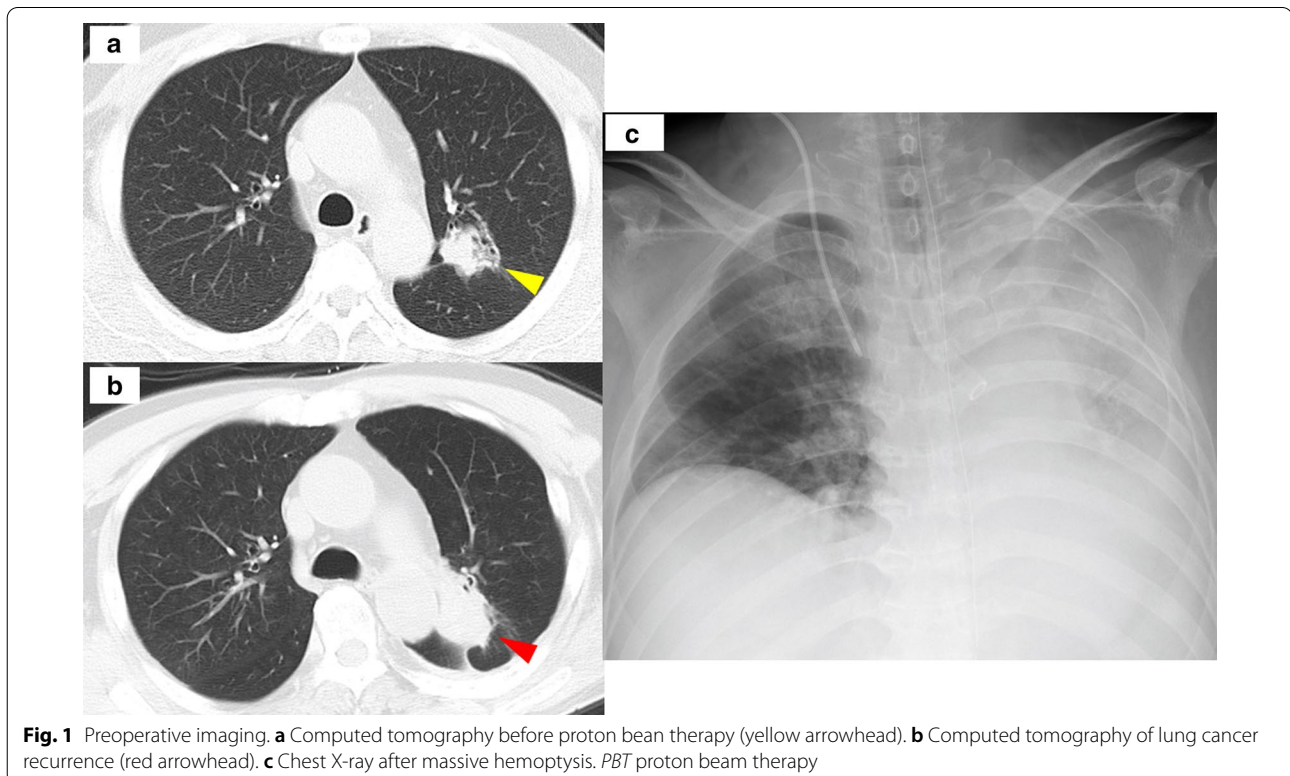 a
b
c
Fig. 1 Preoperative imaging. a Computed tomography before proton bean therapy (yellow arrowhead). b Computed tomography of lung cancer
recurrence (red arrowhead). c Chest X-ray after massive hemoptysis. PBT proton beam therapy